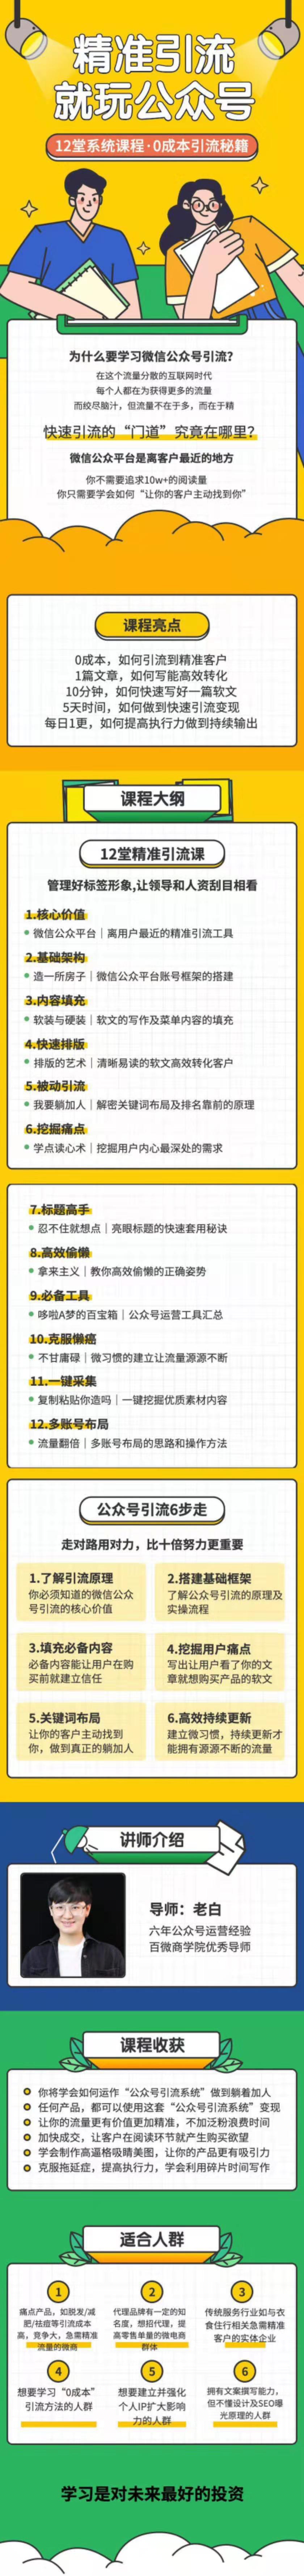 精准引流
就玩公众号
12堂系统课程·0成本引流秘籍
为什么要学习微信公众号引流?
在这个流量分散的互联网时代
每个人都在为获得更多的流量
而绞尽脑汁，但流量不在于多，而在于精
快速引流的“门道”究竟在哪里?
微信公众平台是离客户最近的地方
你不需要追求10w+的阅读量
你只需要学会如何“让你的客户主动找到你”
课程亮点
0成本，如何引流到精准客户
1篇文章，如何写能高效转化
10分钟，如何快速写好一篇软文
5天时间，如何做到快速引流变现
每日1更，如何提高执行力做到持续输出
课程大纲
12堂精准引流课
管理好标签形象,让领导和人资刮目相看
1.核心价值
微信公众平台｜离用户最近的精准引流工具
2.基础架构
造一所房子｜微信公众平台账号框架的搭建
3.内容填充
软装与硬装｜软文的写作及菜单内容的填充
4.快速排版
排版的艺术｜清晰易读的软文高效转化客户
5.被动引流
我要躺加人｜解密关键词布局及排名靠前的原理
6.挖掘痛点
学点读心术｜挖掘用户内心最深处的需求
7.标题高手
忍不住就想点｜亮眼标题的快速套用秘诀
8.高效偷懒
拿来主义｜教你高效偷懒的正确姿势
9.必备工具
哆啦A梦的百宝箱｜公众号运营工具汇总
10.克服懒癌
不甘庸碌｜微习惯的建立让流量源源不断
11.一键采集
复制粘贴你造吗｜一键挖掘优质素材内容
12.多账号布局
流量翻倍｜多账号布局的思路和操作方法
公众号引流6步走
走对路用对力，比十倍努力更重要
1.了解引流原理
你必须知道的微信公众
号引流的核心价值
2.搭建基础框架
了解公众号引流的原理及
实操流程
3.填充必备内容
必备内容能让用户在购
买前就建立信任
4.挖掘用户痛点
写出让用户看了你的文
章就想购买产品的软文
5.关键词布局
让你的客户主动找到
你，做到真正的躺加人
6.高效持续更新
建立微习惯，持续更新才
能拥有源源不断的流量
讲师介绍
导师：老白
六年公众号运营经验
百微商学院优秀导师
课程收获
你将学会如何运作“公众号引流系统”做到躺着加人
任何产品，都可以使用这套“公众号引流系统”变现
让你的流量更有价值更加精准，不加泛粉浪费时间
加快成交，让客户在阅读环节就产生购买欲望
学会制作高逼格吸睛美图，让你的产品更有吸引力
克服拖延症，提高执行力，学会利用碎片时间写作
适合人群
1
痛点产品，如脱发/减
肥/祛痘等引流成本
高，竞争大，急需精准
流量的微商
2
代理品牌有一定的知
名度，想招代理，提
高零售单量的微电商
群体
3
传统服务行业如与衣
食住行相关急需精准
客户的实体企业
4
想要学习“0成本”
引流方法的人群
5
想要建立并强化
个人IP扩大影响
力的人群
6
拥有文案撰写能力，
但不懂设计及SEO曝
光原理的人群
学习是对未来最好的投资